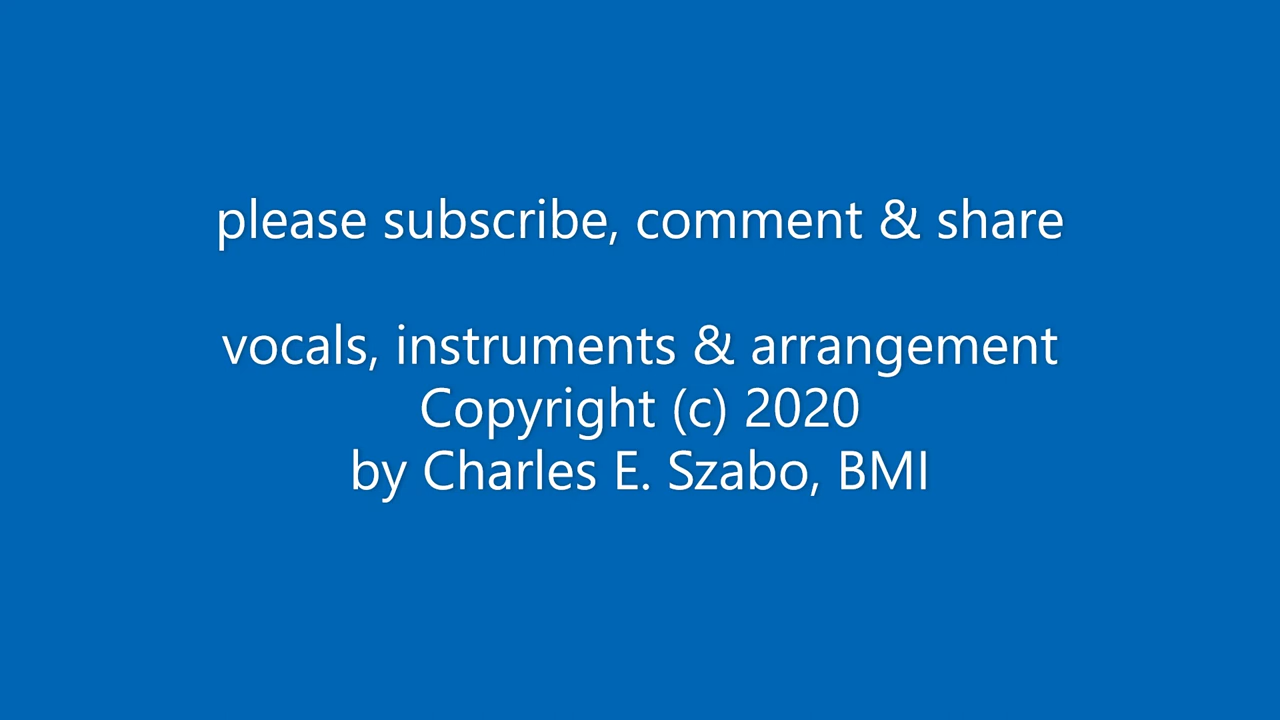 please subscribe, comment & share
vocals, instruments & arrangement
Copyright (c) 2020
by Charles E. Szabo, BMI